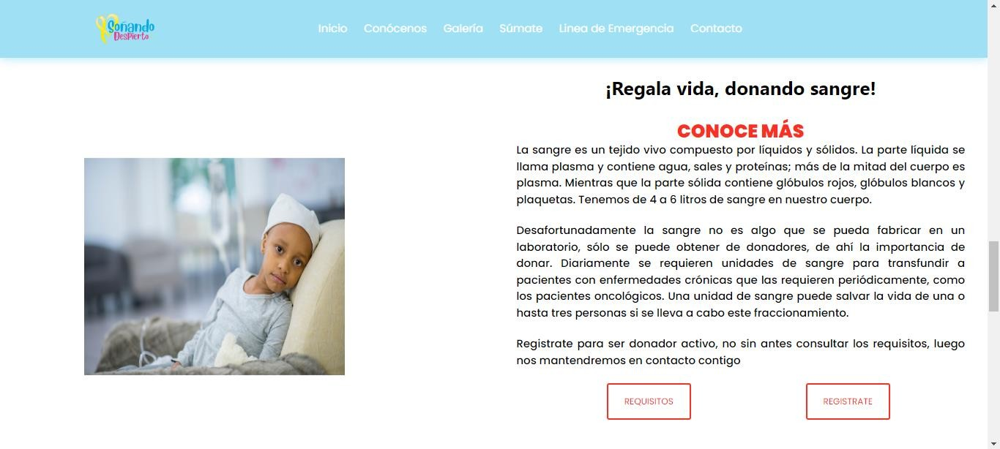 Soñando
Despierto
Inicio Conócenos Galería Súmate Linea de Emergencia Contacto
¡Regala vida, donando sangre!
CONOCE MÁS
La sangre es un tejido vivo compuesto por líquidos y sólidos. La parte líquida se
llama plasma y contiene agua, sales y proteínas; más de la mitad del cuerpo es
plasma. Mientras que la parte sólida contiene glóbulos rojos, glóbulos blancos y
plaquetas. Tenemos de 4 a 6 litros de sangre en nuestro cuerpo.
Desafortunadamente la sangre no es algo que se pueda fabricar en un
laboratorio, sólo se puede obtener de donadores, de ahí la importancia de
donar. Diariamente se requieren unidades de sangre para transfundir a
pacientes con enfermedades crónicas que las requieren periódicamente, como
los pacientes oncológicos. Una unidad de sangre puede salvar la vida de una o
hasta tres personas si se lleva a cabo este fraccionamiento.
Registrate para ser donador activo, no sin antes consultar los requisitos, luego
nos mantendremos en contacto contigo
REQUISITOS REGISTRATE